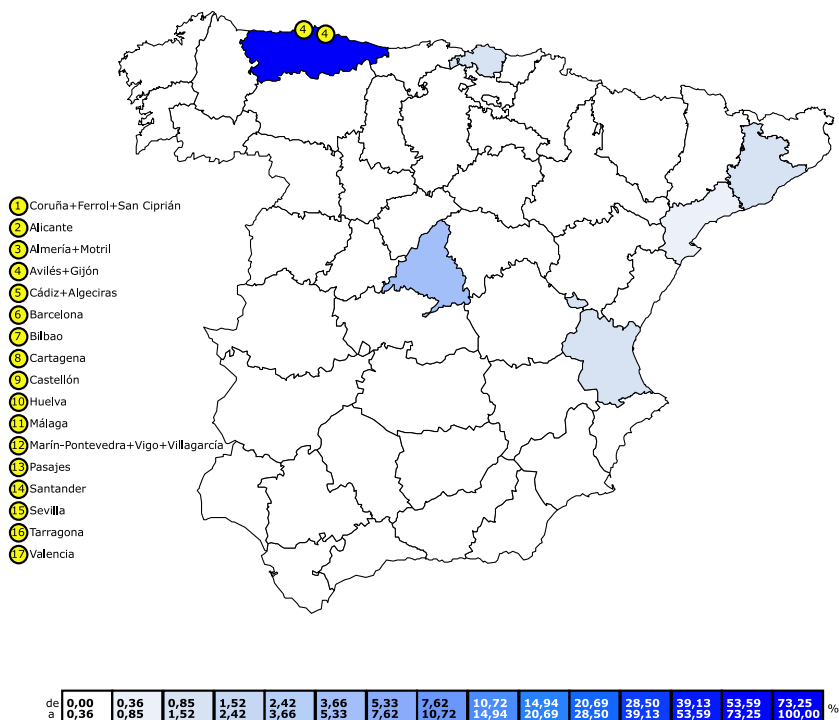 4 4
1 Coruña+Ferrol+San Ciprián
2 Alicante
3 Almería+Motril
4 Avilés+Gijón
5 Cádiz+Algeciras
6 Barcelona
7 Bilbao
8 Cartagena
9 Castellón
10 Huelva
11 Málaga
12 Marín-Pontevedra+Vigo+Villagarcía
13 Pasajes
14 Santander
15 Sevilla
16 Tarragona
17 Valencia
de 0,00 0,36 0,85 1,52 2,42 3,66 5,33 7,62 10,72 14,94 20,69 28,50 39,13 53,59 73,25 %
a 0,36 0,85 1,52 2,42 3,66 5,33 7,62 10,72 14,94 20,69 28,50 39,13 53,59 73,25 100,00